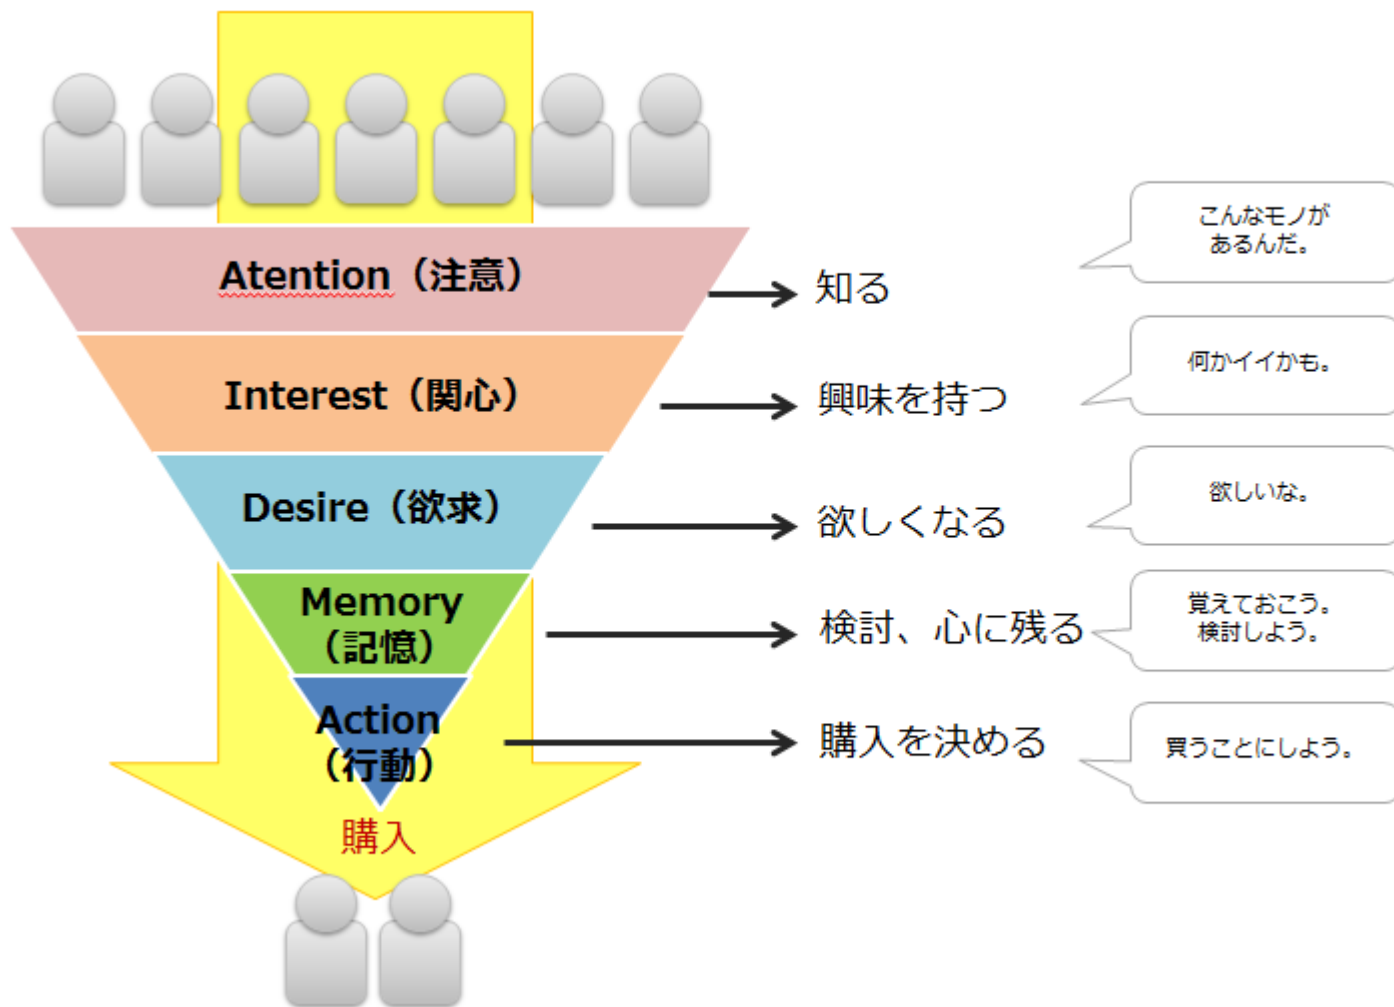 Atention（注意）
知る
こんなモノが
あるんだ。
Interest（関心）
興味を持つ
何かイイかも。
Desire（欲求）
欲しくなる
欲しいな。
Memory
（記憶）
検討、心に残る
覚えておこう。
検討しよう。
Action
（行動）
購入を決める
買うことにしよう。
購入